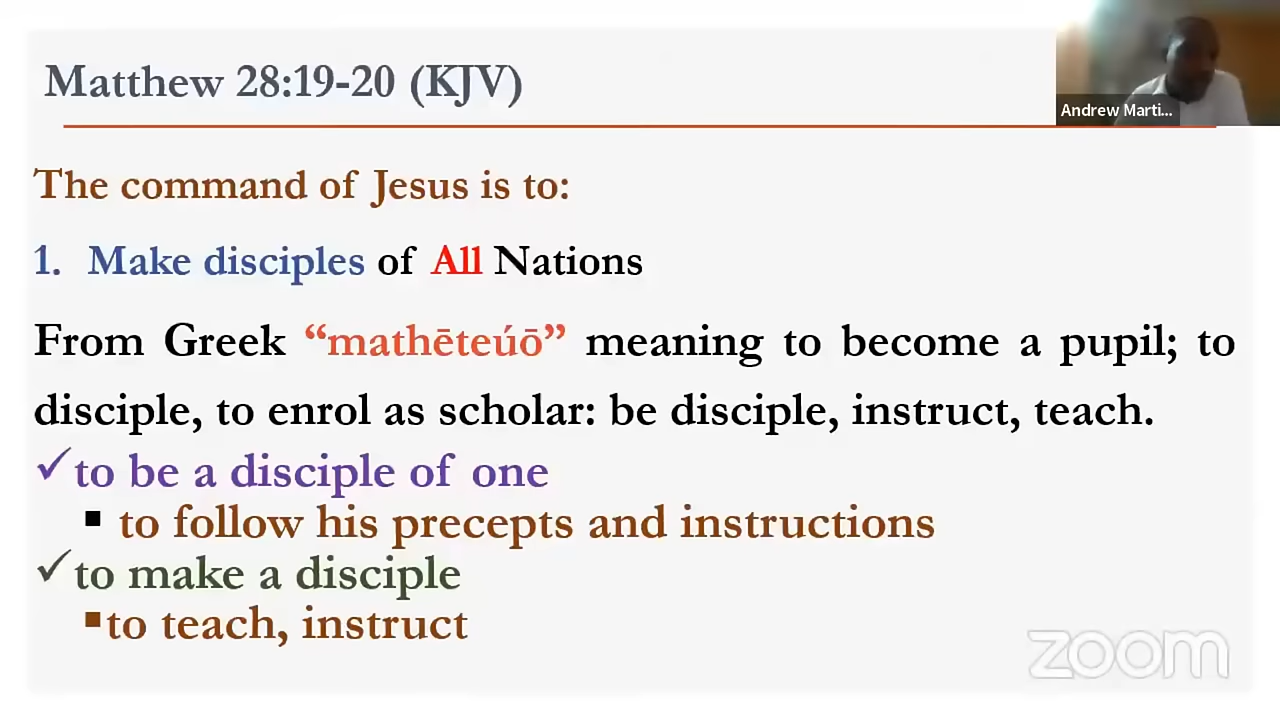 Matthew 28:19-20 (KJV)
Andrew Marti...
The command of Jesus is to:
1. Make disciples of All Nations
From Greek “mathēteúō” meaning to become a pupil; to
disciple, to enrol as scholar: be disciple, instruct, teach.
✓to be a disciple of one
▪ to follow his precepts and instructions
✓to make a disciple
▪to teach, instruct
zoom